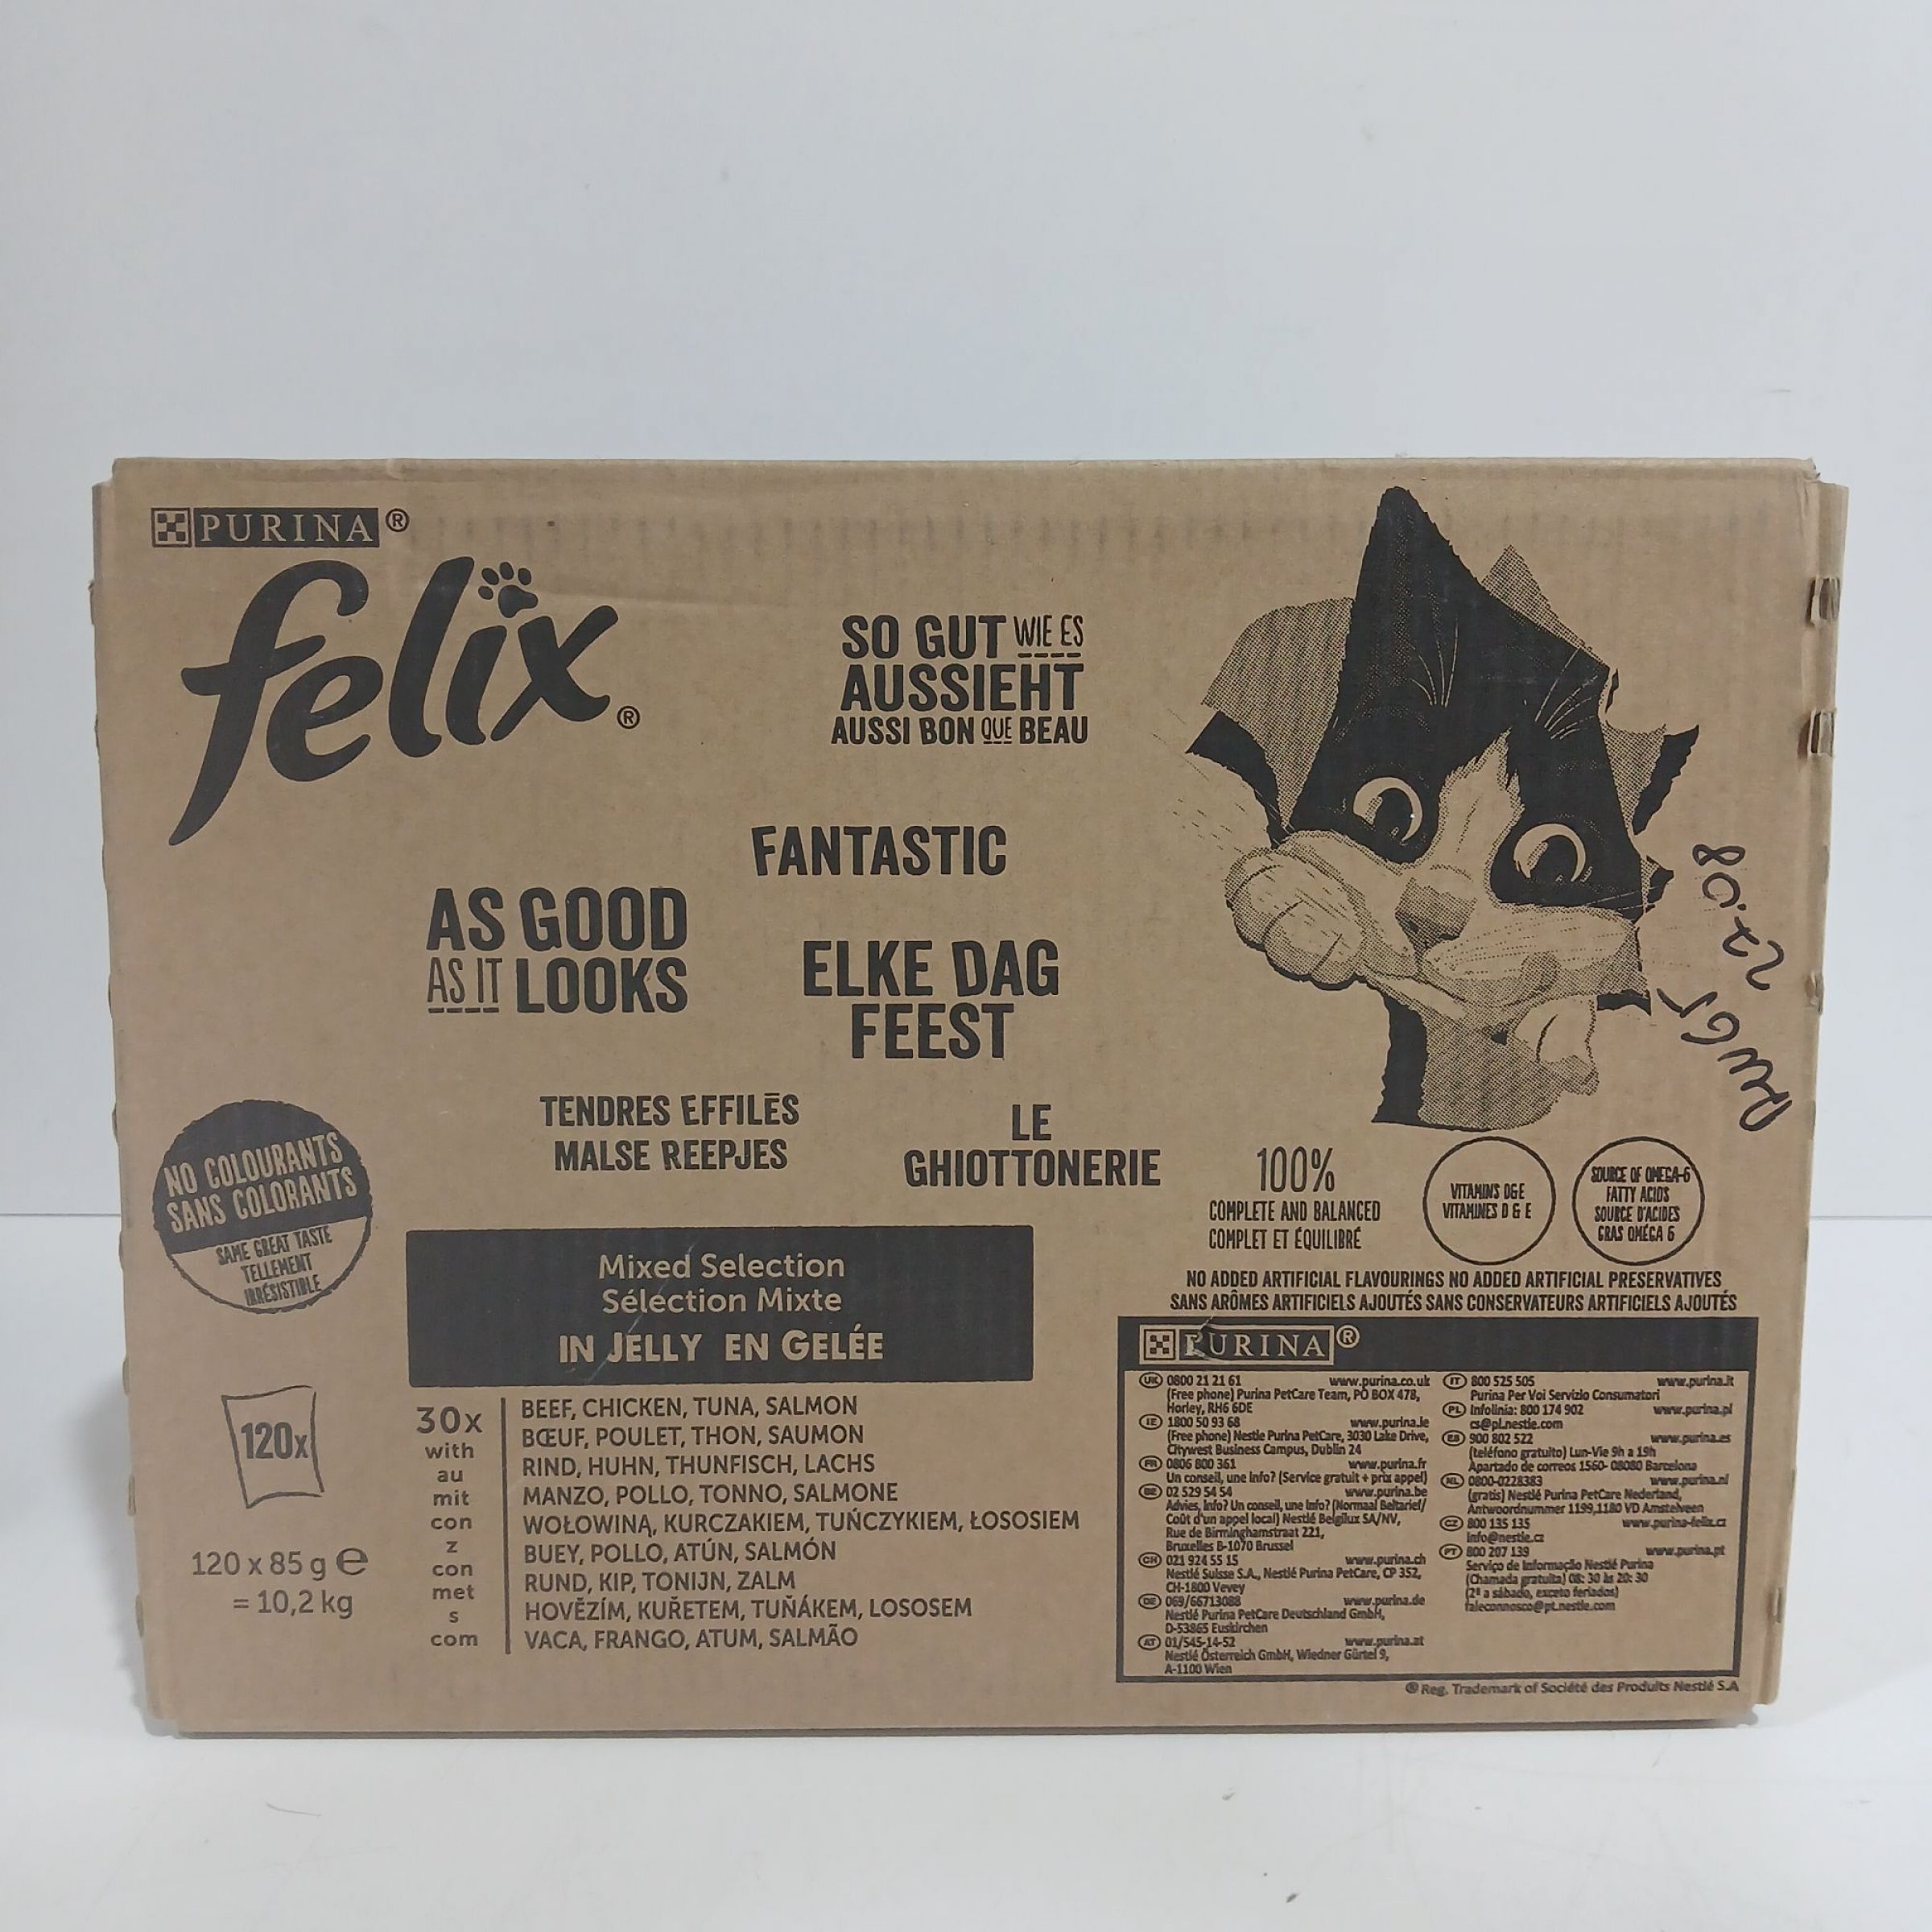 PURINA®
felix®
SO GUT WIE ES
AUSSIEHT
AUSSI BON QUE BEAU
FANTASTIC
AS GOOD
AS IT LOOKS
ELKE DAG
FEEST
TENDRES EFFILĒS
MALSE REEPJES
LE
GHIOTTONERIE
27.08
NO COLOURANTS
SANS COLORANTS
SAME GREAT TASTE
TELLEMENT
IRRÉSISTIBLE
100%
COMPLETE AND BALANCED
COMPLET ET ÉQUILIBRÉ
VITAMINS D&E
VITAMINES D & E
SOURCE OF OMEGA-6
FATTY ACIDS
SOURCE D'ACIDES
GRAS OMÉGA 6
NO ADDED ARTIFICIAL FLAVOURINGS NO ADDED ARTIFICIAL PRESERVATIVES
SANS ARÔMES ARTIFICIELS AJOUTÉS SANS CONSERVATEURS ARTIFICIELS AJOUTÉS
Mixed Selection
Sélection Mixte
IN JELLY EN GELÉE
120x
120 x 85 g e
= 10,2 kg
30x
with
au
mit
con
z
con
met
s
com
BEEF, CHICKEN, TUNA, SALMON
BŒUF, POULET, THON, SAUMON
RIND, HUHN, THUNFISCH, LACHS
MANZO, POLLO, TONNO, SALMONE
WOŁOWINĄ, KURCZAKIEM, TUŃCZYKIEM, ŁOSOSIEM
BUEY, POLLO, ATÚN, SALMÓN
RUND, KIP, TONIJN, ZALM
HOVĚZÍM, KUŘETEM, TUŇÁKEM, LOSOSEM
VACA, FRANGO, ATUM, SALMÃO
PURINA®
UK 0800 21 21 61 www.purina.co.uk
(Free phone) Purina PetCare Team, PO BOX 478,
Horley, RH6 6DE
IE 1800 50 93 68 www.purina.ie
(Free phone) Nestle Purina PetCare, 3030 Lake Drive,
Citywest Business Campus, Dublin 24
FR 0806 800 361 www.purina.fr
Un conseil, une info? (Service gratuit + prix appel)
BE 02 529 54 54 www.purina.be
Advies, Info? Un conseil, une info? (Normaal Beltarief/
Coût d'un appel local) Nestlé Belgilux SA/NV,
Rue de Birminghamstraat 221,
Bruxelles B-1070 Brussel
CH 021 924 55 15 www.purina.ch
Nestlé Suisse S.A., Nestlé Purina PetCare, CP 352,
CH-1800 Vevey
DE 069/66713088 www.purina.de
Nestlé Purina PetCare Deutschland GmbH,
D-53865 Euskirchen
AT 01/545-14-52 www.purina.at
Nestlé Österreich GmbH, Wiedner Gürtel 9,
A-1100 Wien
IT 800 525 505 www.purina.it
Purina Per Voi Servizio Consumatori
PL Infolinia: 800 174 902 www.purina.pl
cs@pl.nestle.com
ES 900 802 522 www.purina.es
(teléfono gratuito) Lun-Vie 9h a 19h
Apartado de correos 1560- 08080 Barcelona
NL 0800-0228383 www.purina.nl
(gratis) Nestlé Purina PetCare Nederland,
Antwoordnummer 1199,1180 VD Amstelveen
CZ 800 135 135 www.purina-felix.cz
info@nestle.cz
PT 800 207 139 www.purina.pt
Serviço de Informação Nestlé Purina
(Chamada gratuita) 08: 30 às 20: 30
(2ª a sábado, exceto feriados)
faleconnosco@pt.nestle.com
® Reg. Trademark of Société des Produits Nestlé S.A